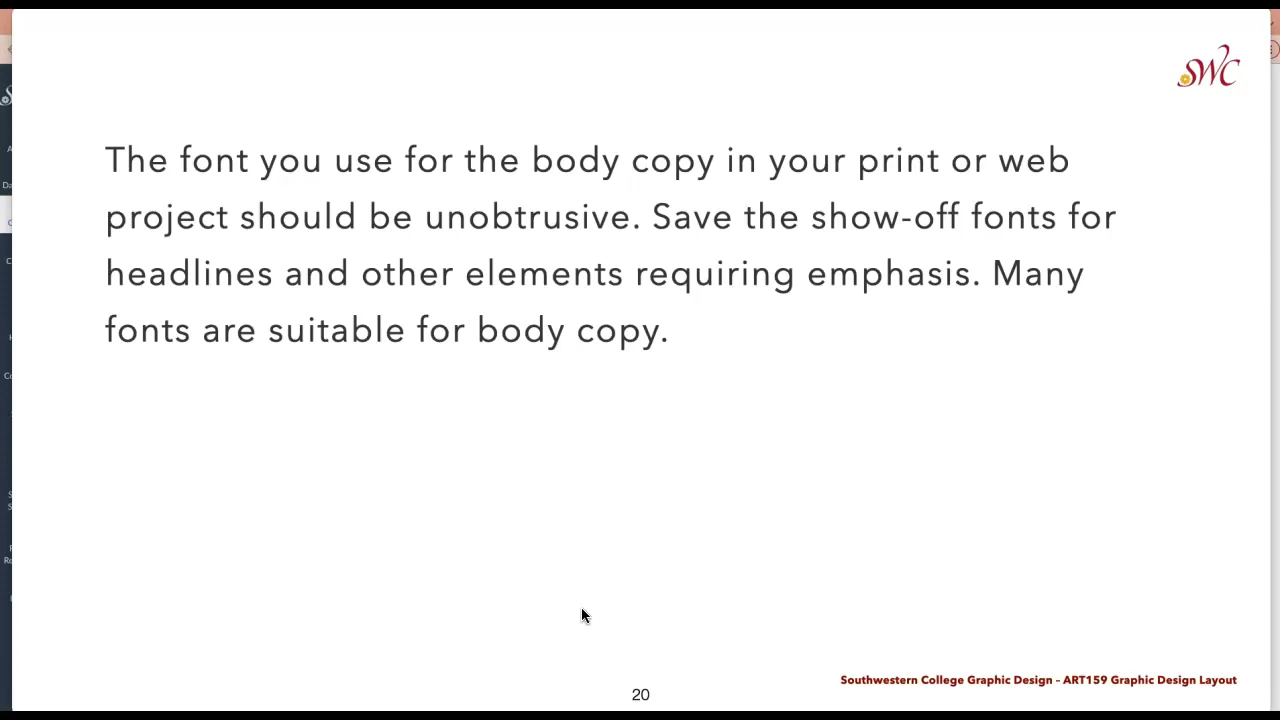 SWC
The font you use for the body copy in your print or web
project should be unobtrusive. Save the show-off fonts for
headlines and other elements requiring emphasis. Many
fonts are suitable for body copy.
Southwestern College Graphic Design – ART159 Graphic Design Layout
20